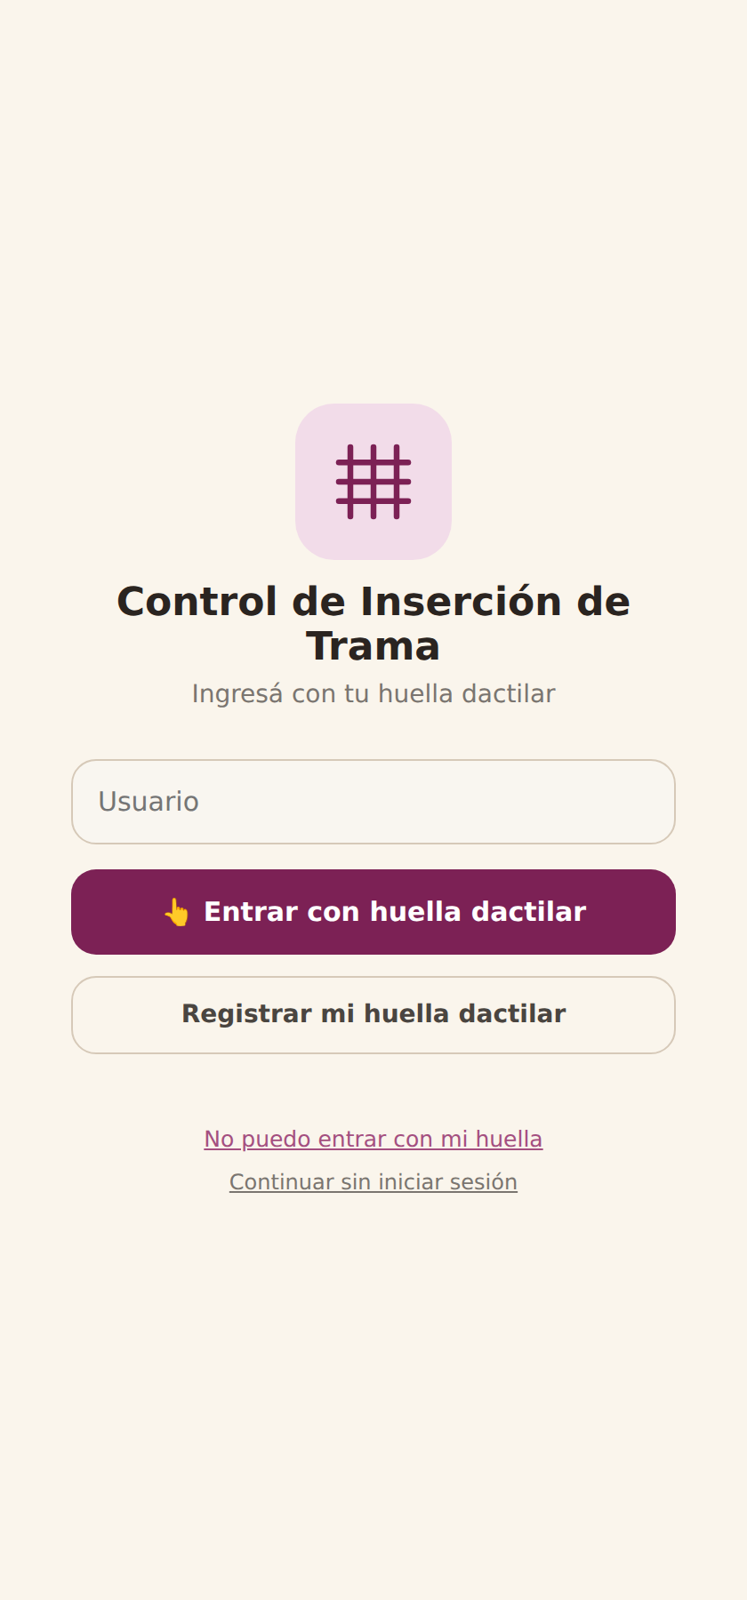 Control de Inserción de
Trama
Ingresá con tu huella dactilar
Usuario
👆 Entrar con huella dactilar
Registrar mi huella dactilar
No puedo entrar con mi huella
Continuar sin iniciar sesión